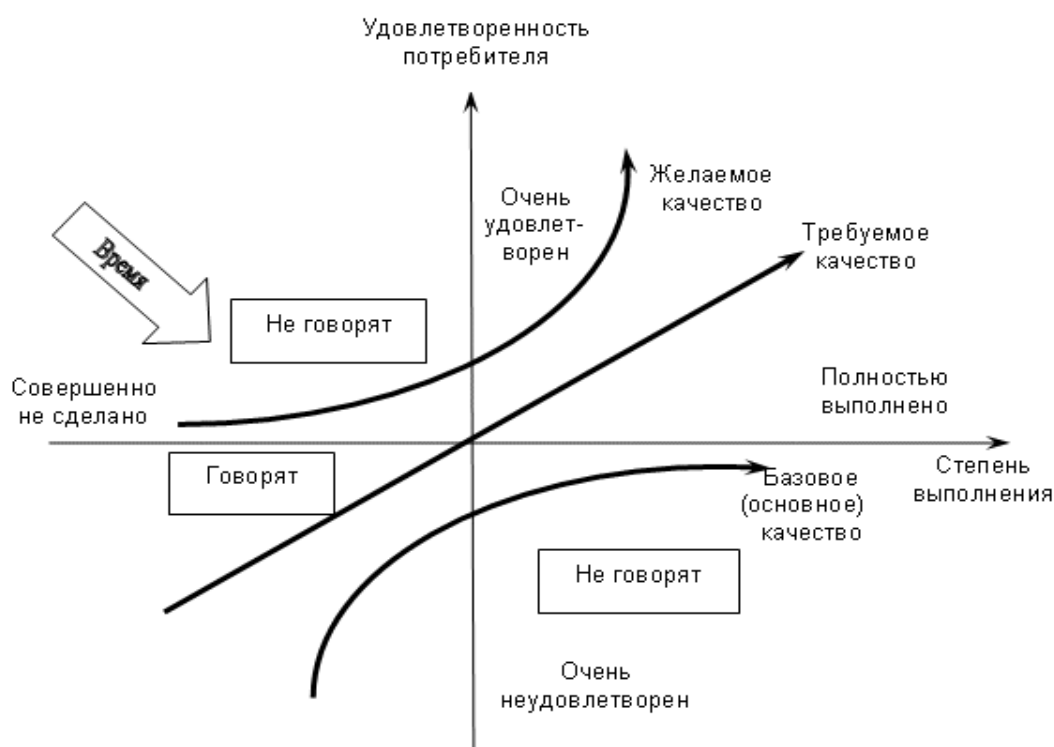 Удовлетворенность
потребителя
Желаемое
качество
Очень
удовлет-
ворен
Требуемое
качество
Время
Не говорят
Совершенно
не сделано
Полностью
выполнено
Говорят
Степень
выполнения
Базовое
(основное)
качество
Не говорят
Очень
неудовлетворен